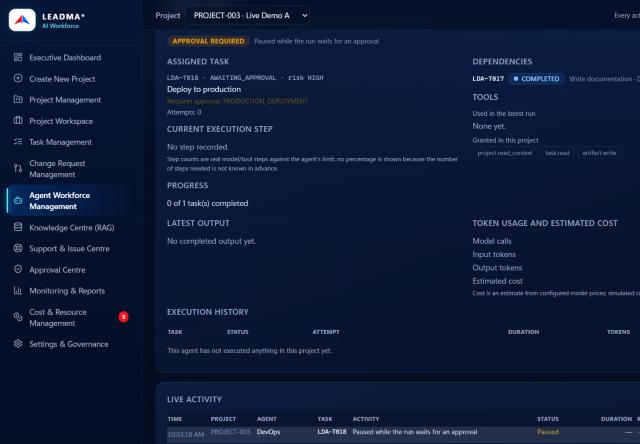 LEADMA*
AI Workforce
Executive Dashboard
Create New Project
Project Management
Project Workspace
Task Management
Change Request
Management
Agent Workforce
Management
Knowledge Centre (RAG)
Support & Issue Centre
Approval Centre
Monitoring & Reports
Cost & Resource
Management
3
Settings & Governance
Project
PROJECT-003 · Live Demo A
Every act
APPROVAL REQUIRED Paused while the run waits for an approval
ASSIGNED TASK
LDA-T018 · AWAITING_APPROVAL · risk HIGH
Deploy to production
Requires approval: PRODUCTION_DEPLOYMENT
Attempts: 0
CURRENT EXECUTION STEP
No step recorded.
Step counts are real model/tool steps against the agent's limit; no percentage is shown because the number
of steps needed is not known in advance.
PROGRESS
0 of 1 task(s) completed
LATEST OUTPUT
No completed output yet.
DEPENDENCIES
LDA-T017 COMPLETED Write documentation · D
TOOLS
Used in the latest run
None yet.
Granted in this project
project.read_context task.read artifact.write
TOKEN USAGE AND ESTIMATED COST
Model calls
Input tokens
Output tokens
Estimated cost
Cost is an estimate from configured model prices; simulated c
EXECUTION HISTORY
TASK STATUS ATTEMPT DURATION TOKENS
This agent has not executed anything in this project yet.
LIVE ACTIVITY
TIME PROJECT AGENT TASK ACTIVITY STATUS DURATION R
10:03:18 AM PROJECT-003 DevOps LDA-T018 Paused while the run waits for an approval Paused —